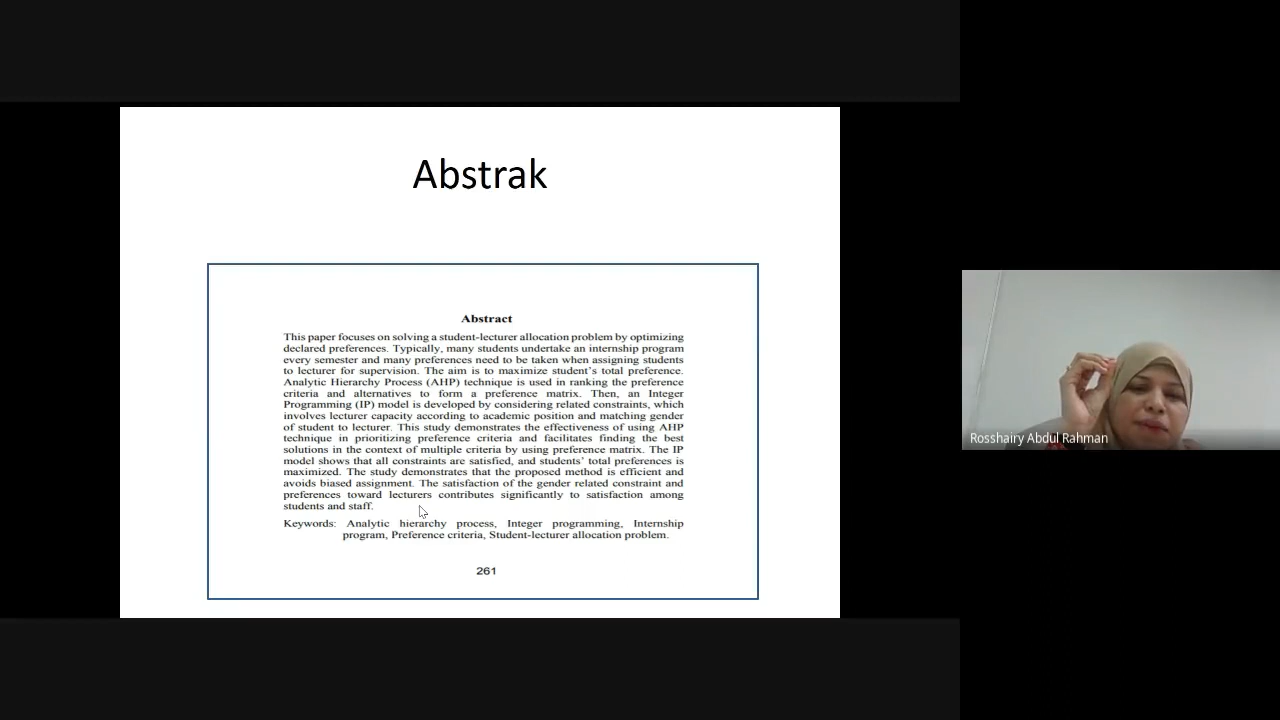 Abstrak
Abstract
This paper focuses on solving a student-lecturer allocation problem by optimizing
declared preferences. Typically, many students undertake an internship program
every semester and many preferences need to be taken when assigning students
to lecturer for supervision. The aim is to maximize student's total preference.
Analytic Hierarchy Process (AHP) technique is used in ranking the preference
criteria and alternatives to form a preference matrix. Then, an Integer
Programming (IP) model is developed by considering related constraints, which
involves lecturer capacity according to academic position and matching gender
of student to lecturer. This study demonstrates the effectiveness of using AHP
technique in prioritizing preference criteria and facilitates finding the best
solutions in the context of multiple criteria by using preference matrix. The IP
model shows that all constraints are satisfied, and students' total preferences is
maximized. The study demonstrates that the proposed method is efficient and
avoids biased assignment. The satisfaction of the gender related constraint and
preferences toward lecturers contributes significantly to satisfaction among
students and staff.
Keywords: Analytic hierarchy process, Integer programming, Internship
program, Preference criteria, Student-lecturer allocation problem.
261
Rosshairy Abdul Rahman